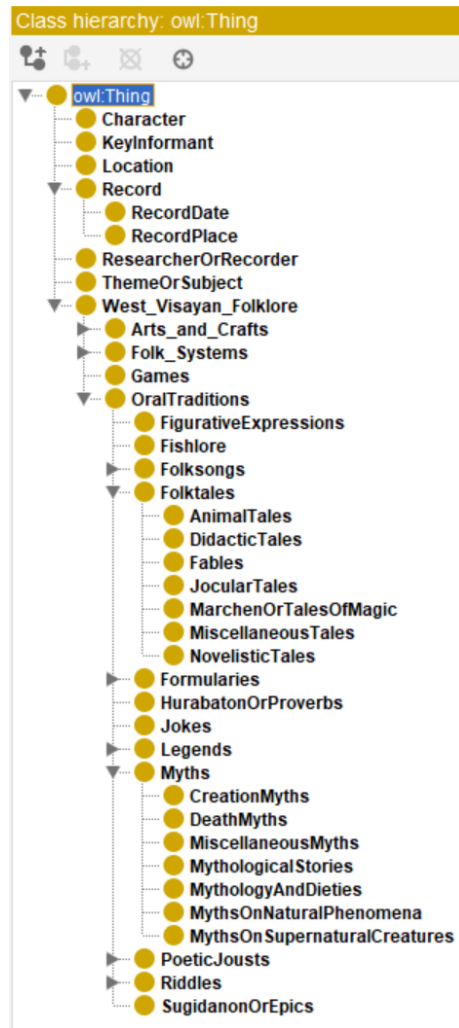 Class hierarchy: owl:Thing
owl:Thing
Character
KeyInformant
Location
Record
RecordDate
RecordPlace
ResearcherOrRecorder
ThemeOrSubject
West_Visayan_Folklore
Arts_and_Crafts
Folk_Systems
Games
OralTraditions
FigurativeExpressions
Fishlore
Folksongs
Folktales
AnimalTales
DidacticTales
Fables
JocularTales
MarchenOrTalesOfMagic
MiscellaneousTales
NovelisticTales
Formularies
HurabatonOrProverbs
Jokes
Legends
Myths
CreationMyths
DeathMyths
MiscellaneousMyths
MythologicalStories
MythologyAndDieties
MythsOnNaturalPhenomena
MythsOnSupernaturalCreatures
PoeticJousts
Riddles
SugidanonOrEpics